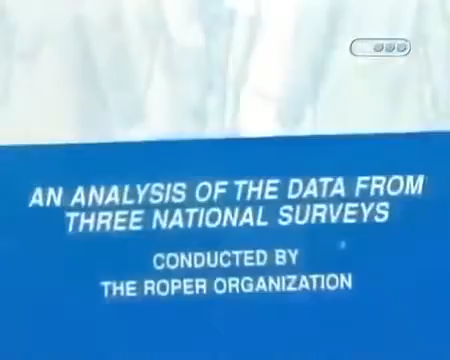 AN ANALYSIS OF THE DATA FROM
THREE NATIONAL SURVEYS
CONDUCTED BY
THE ROPER ORGANIZATION